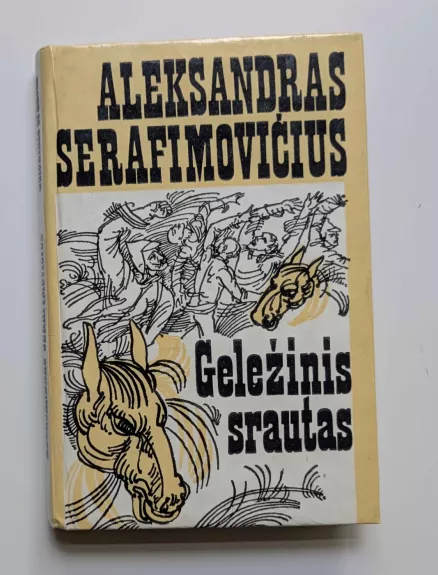 ALEKSANDRAS
SERAFIMOVIČIUS
Geležinis
srautas